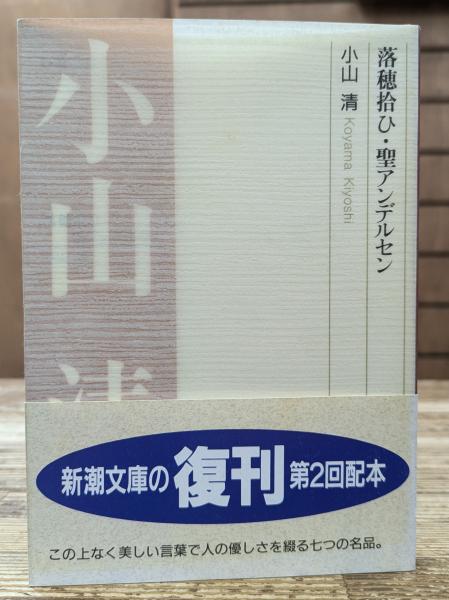 落穂拾ひ・聖アンデルセン
小山 清 Koyama Kiyoshi
小山清
新潮文庫の復刊 第2回配本
この上なく美しい言葉で人の優しさを綴る七つの名品。